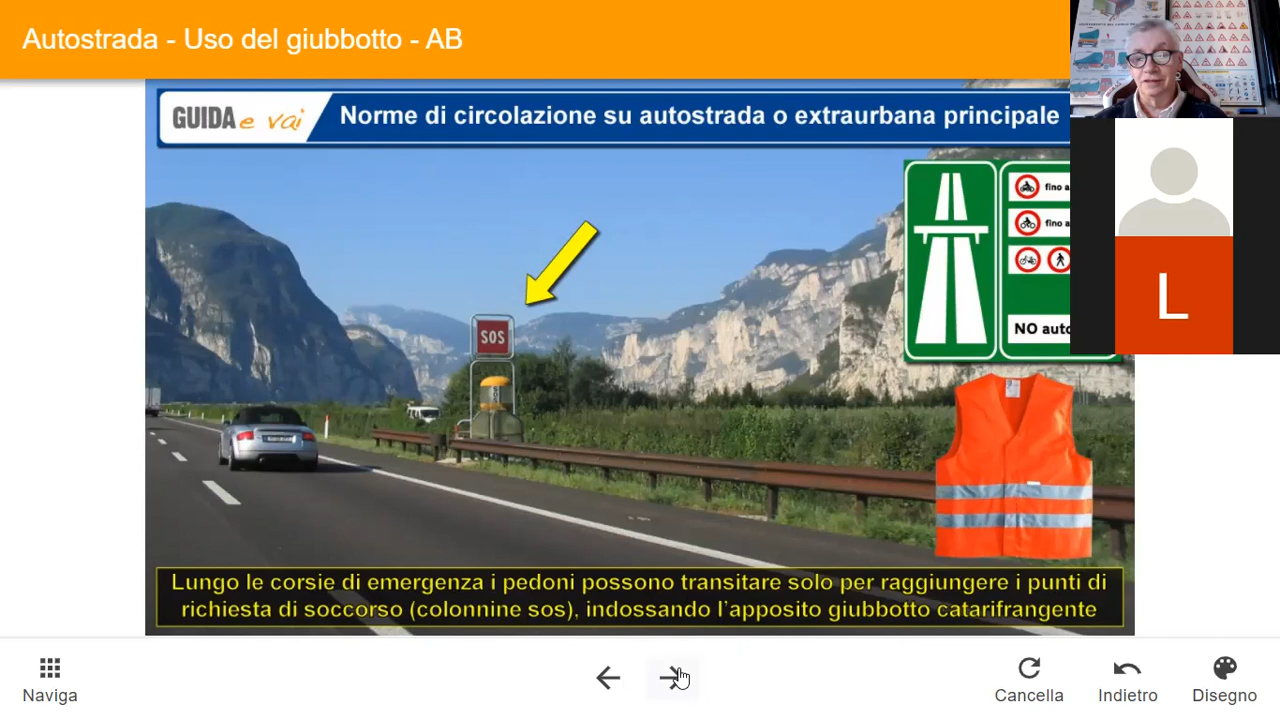 Autostrada - Uso del giubbotto - AB
GUIDA e vai
Norme di circolazione su autostrada o extraurbana principale
fino a
fino a
NO auto
L
SOS
Lungo le corsie di emergenza i pedoni possono transitare solo per raggiungere i punti di
richiesta di soccorso (colonnine sos), indossando l'apposito giubbotto catarifrangente
Naviga
Cancella
Indietro
Disegno